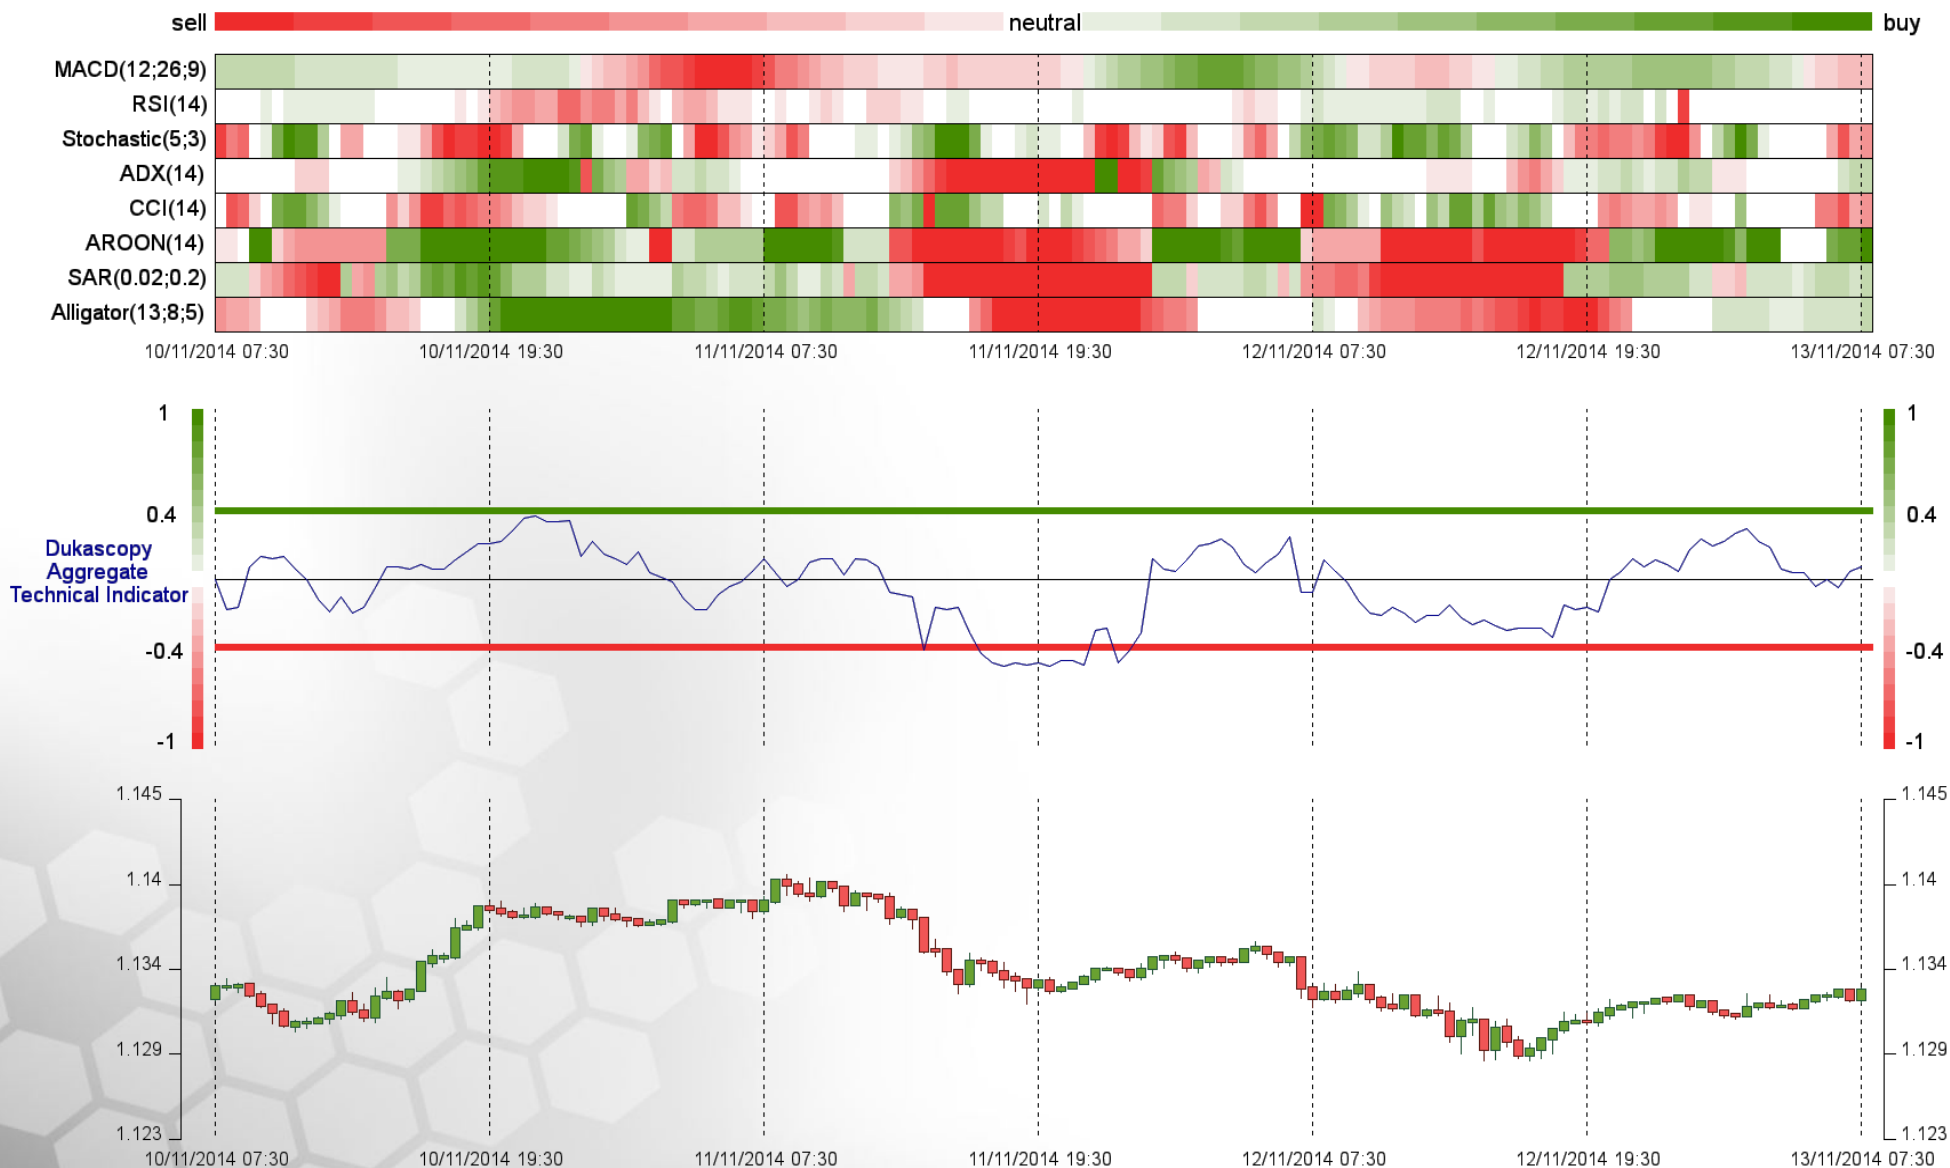 sell neutral buy
MACD(12;26;9)
RSI(14)
Stochastic(5;3)
ADX(14)
CCI(14)
AROON(14)
SAR(0.02;0.2)
Alligator(13;8;5)
10/11/2014 07:30 10/11/2014 19:30 11/11/2014 07:30 11/11/2014 19:30 12/11/2014 07:30 12/11/2014 19:30 13/11/2014 07:30
1 1
0.4 0.4
Dukascopy
Aggregate
Technical Indicator
-0.4 -0.4
-1 -1
1.145 1.145
1.14 1.14
1.134 1.134
1.129 1.129
1.123 1.123
10/11/2014 07:30 10/11/2014 19:30 11/11/2014 07:30 11/11/2014 19:30 12/11/2014 07:30 12/11/2014 19:30 13/11/2014 07:30